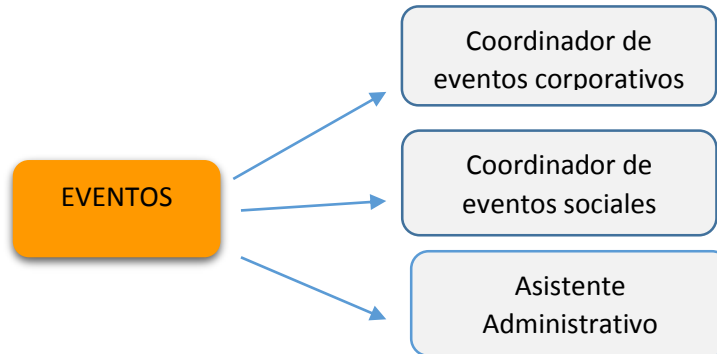 Coordinador de
eventos corporativos
EVENTOS
Coordinador de
eventos sociales
Asistente
Administrativo